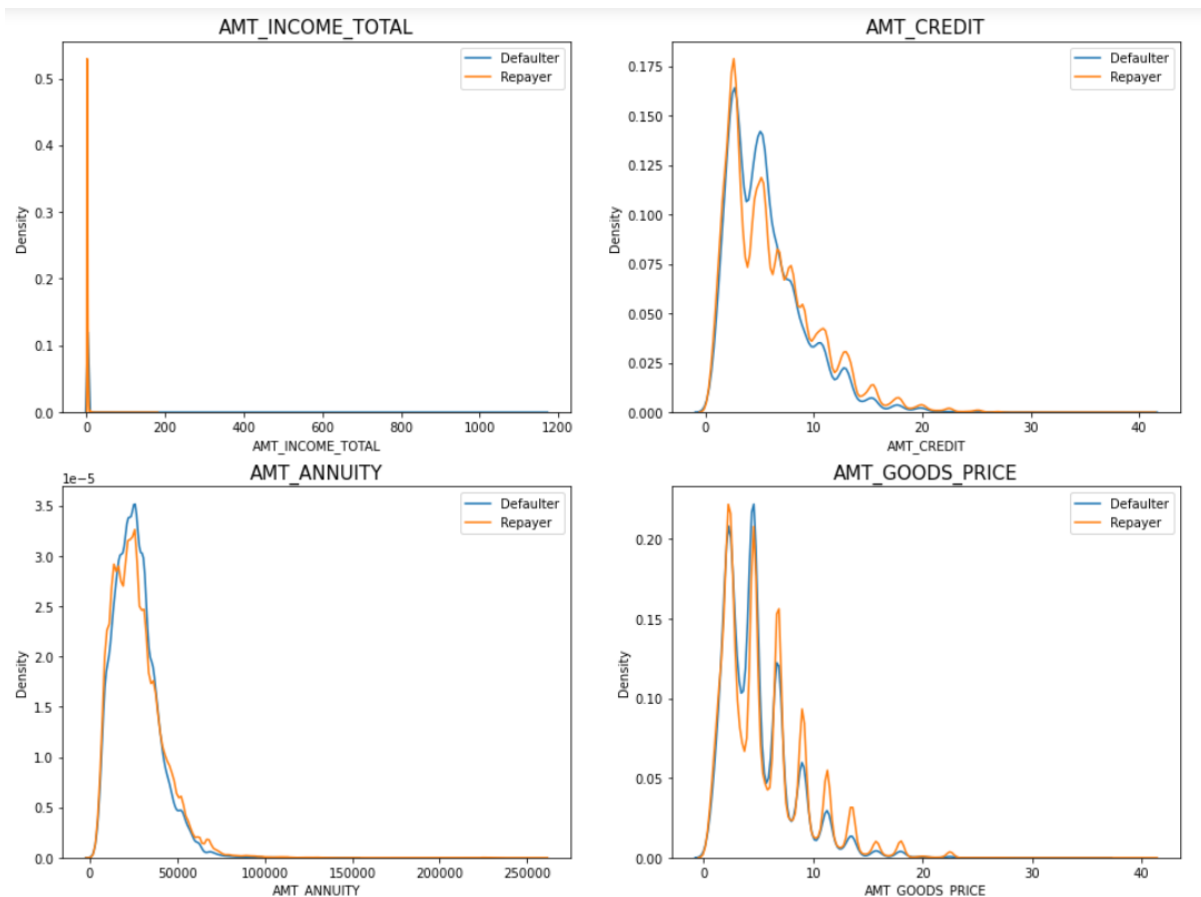 AMT_INCOME_TOTAL
Defaulter
Repayer
0.5
0.4
0.3
0.2
0.1
0.0
Density
0 200 400 600 800 1000 1200
AMT_INCOME_TOTAL
AMT_CREDIT
Defaulter
Repayer
0.175
0.150
0.125
0.100
0.075
0.050
0.025
0.000
Density
0 10 20 30 40
AMT_CREDIT
AMT_ANNUITY
1e-5
Defaulter
Repayer
3.5
3.0
2.5
2.0
1.5
1.0
0.5
0.0
Density
0 50000 100000 150000 200000 250000
AMT_ANNUITY
AMT_GOODS_PRICE
Defaulter
Repayer
0.20
0.15
0.10
0.05
0.00
Density
0 10 20 30 40
AMT_GOODS_PRICE